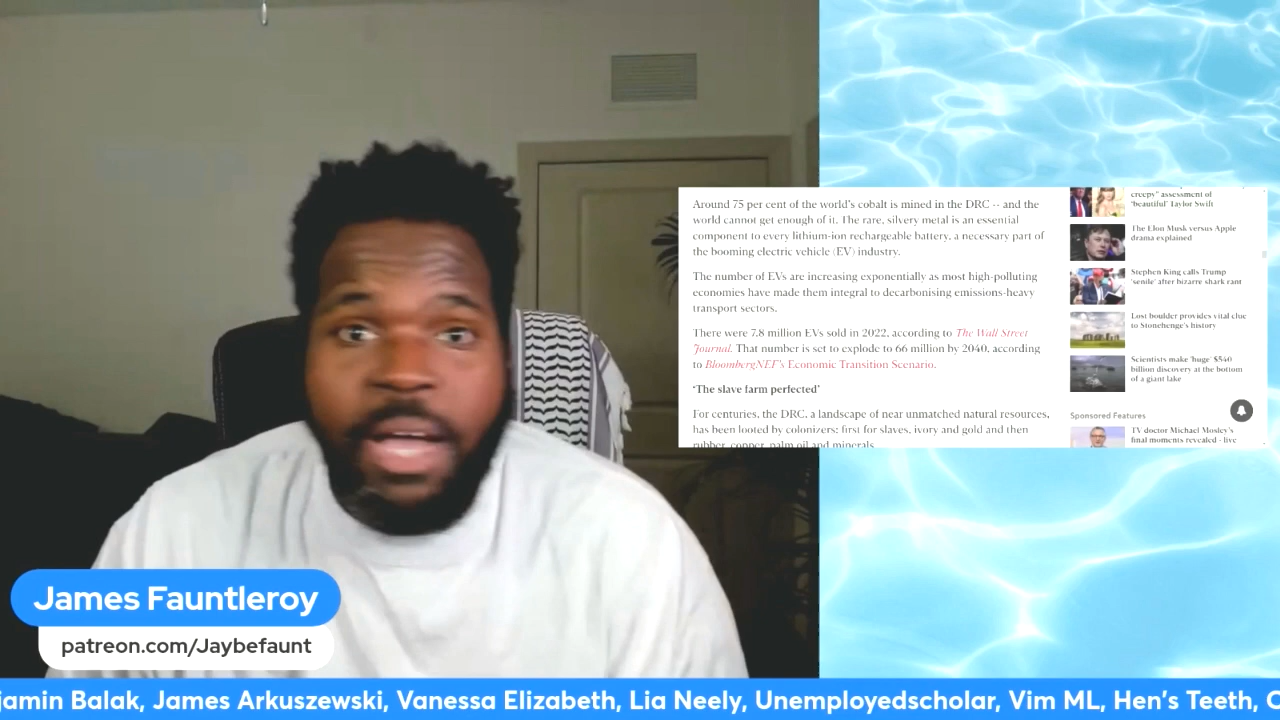 Around 75 per cent of the world's cobalt is mined in the DRC -- and the
world cannot get enough of it. The rare, silvery metal is an essential
component to every lithium-ion rechargeable battery, a necessary part of
the booming electric vehicle (EV) industry.
The number of EVs are increasing exponentially as most high-polluting
economies have made them integral to decarbonising emissions-heavy
transport sectors.
There were 7.8 million EVs sold in 2022, according to The Wall Street
Journal. That number is set to explode to 66 million by 2040, according
to BloombergNEF's Economic Transition Scenario.
'The slave farm perfected'
For centuries, the DRC, a landscape of near unmatched natural resources,
has been looted by colonizers: first for slaves, ivory and gold and then
rubber, copper, palm oil and minerals.
creepy" assessment of
'beautiful' Taylor Swift
The Elon Musk versus Apple
drama explained
Stephen King calls Trump
'senile' after bizarre shark rant
Lost boulder provides vital clue
to Stonehenge's history
Scientists make 'huge' $540
billion discovery at the bottom
of a giant lake
Sponsored Features
TV doctor Michael Mosley's
final moments revealed - live
James Fauntleroy
patreon.com/Jaybefaunt
jamin Balak, James Arkuszewski, Vanessa Elizabeth, Lia Neely, Unemployedscholar, Vim ML, Hen's Teeth,